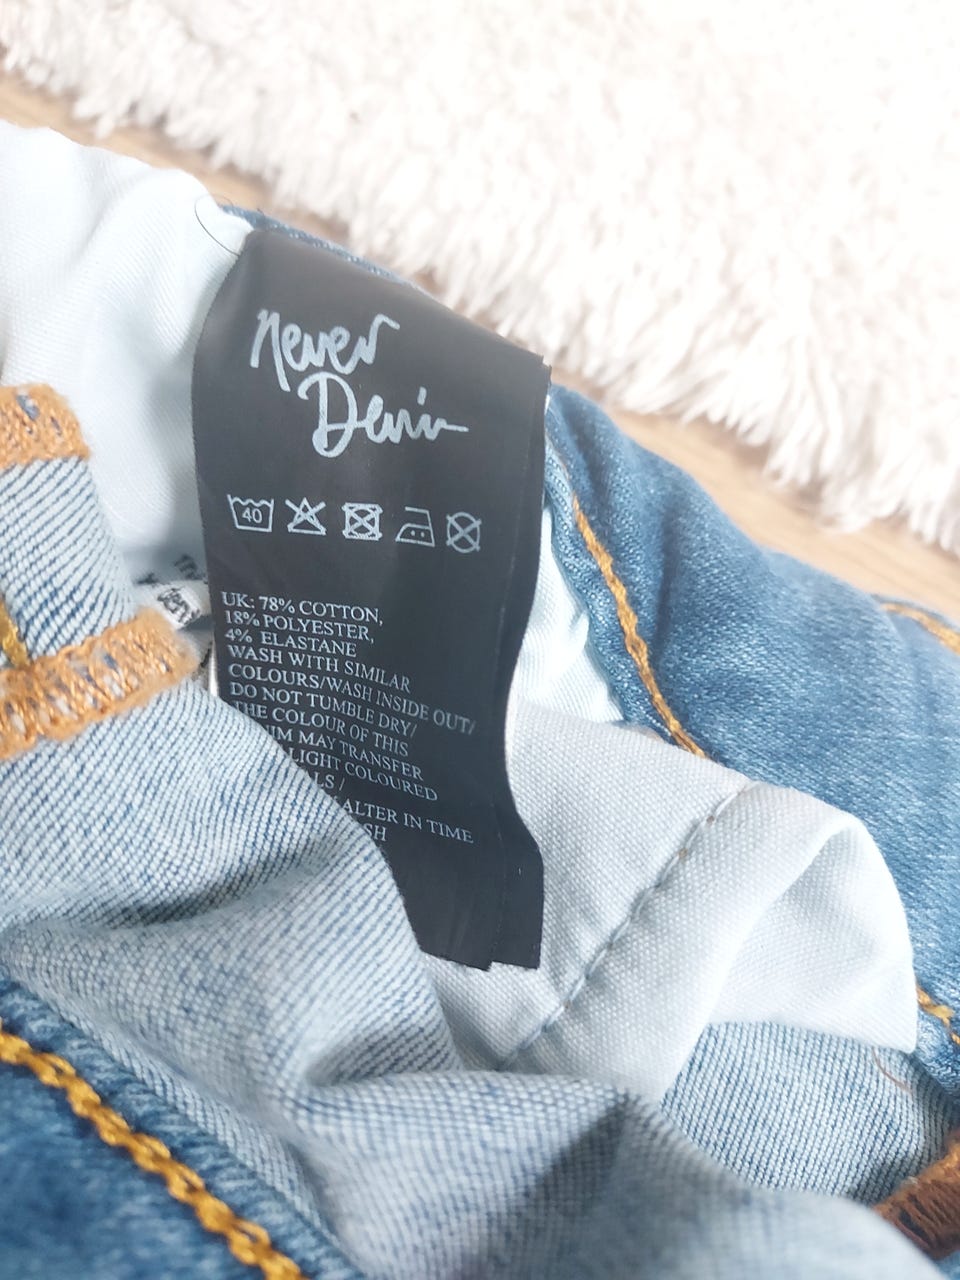 Never
Denim
40
UK: 78% COTTON,
18% POLYESTER,
4% ELASTANE
WASH WITH SIMILAR
COLOURS/WASH INSIDE OUT/
DO NOT TUMBLE DRY/
THE COLOUR OF THIS
MAY TRANSFER
LIGHT COLOURED
/
ALTER IN TIME